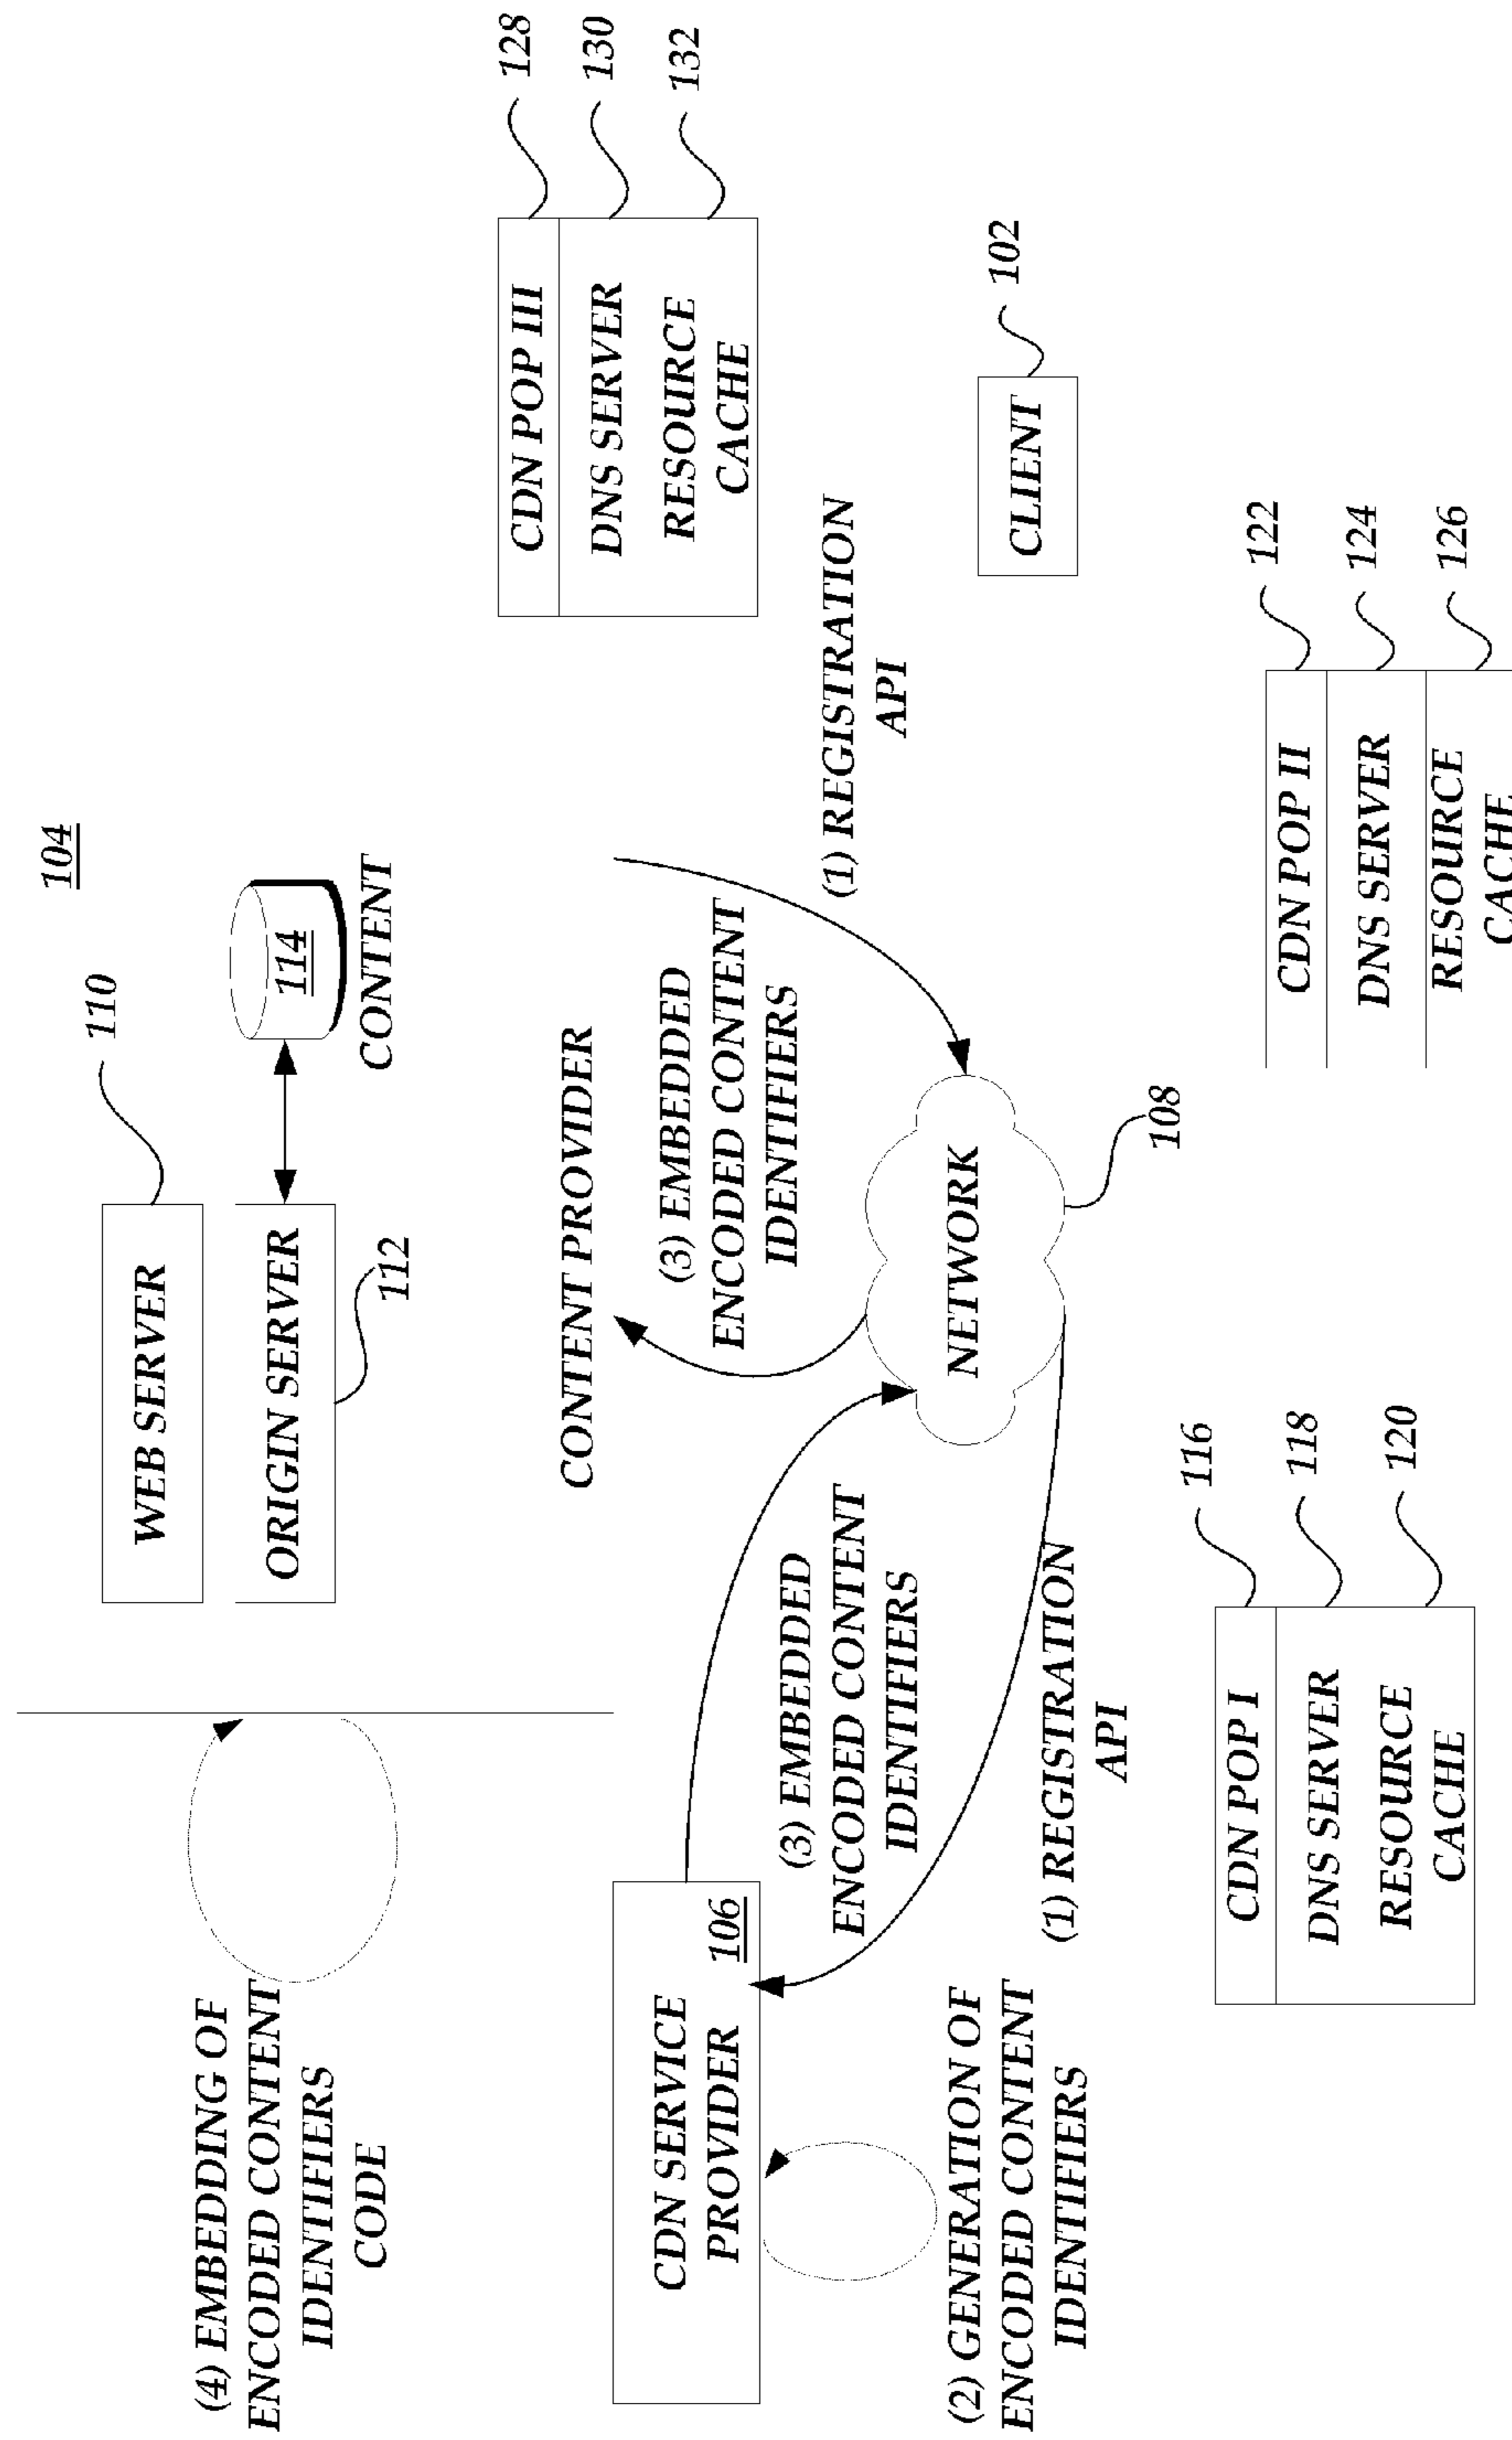 104
110
WEB SERVER
ORIGIN SERVER
112
114
CONTENT
CONTENT PROVIDER
(4) EMBEDDING OF
ENCODED CONTENT
IDENTIFIERS
CODE
CDN SERVICE
PROVIDER
106
(2) GENERATION OF
ENCODED CONTENT
IDENTIFIERS
(3) EMBEDDED
ENCODED CONTENT
IDENTIFIERS
(1) REGISTRATION
API
(3) EMBEDDED
ENCODED CONTENT
IDENTIFIERS
NETWORK
108
(1) REGISTRATION
API
CDN POP III
128
DNS SERVER
130
RESOURCE
CACHE
132
CLIENT
102
CDN POP I
116
DNS SERVER
118
RESOURCE
CACHE
120
CDN POP II
122
DNS SERVER
124
RESOURCE
CACHE
126